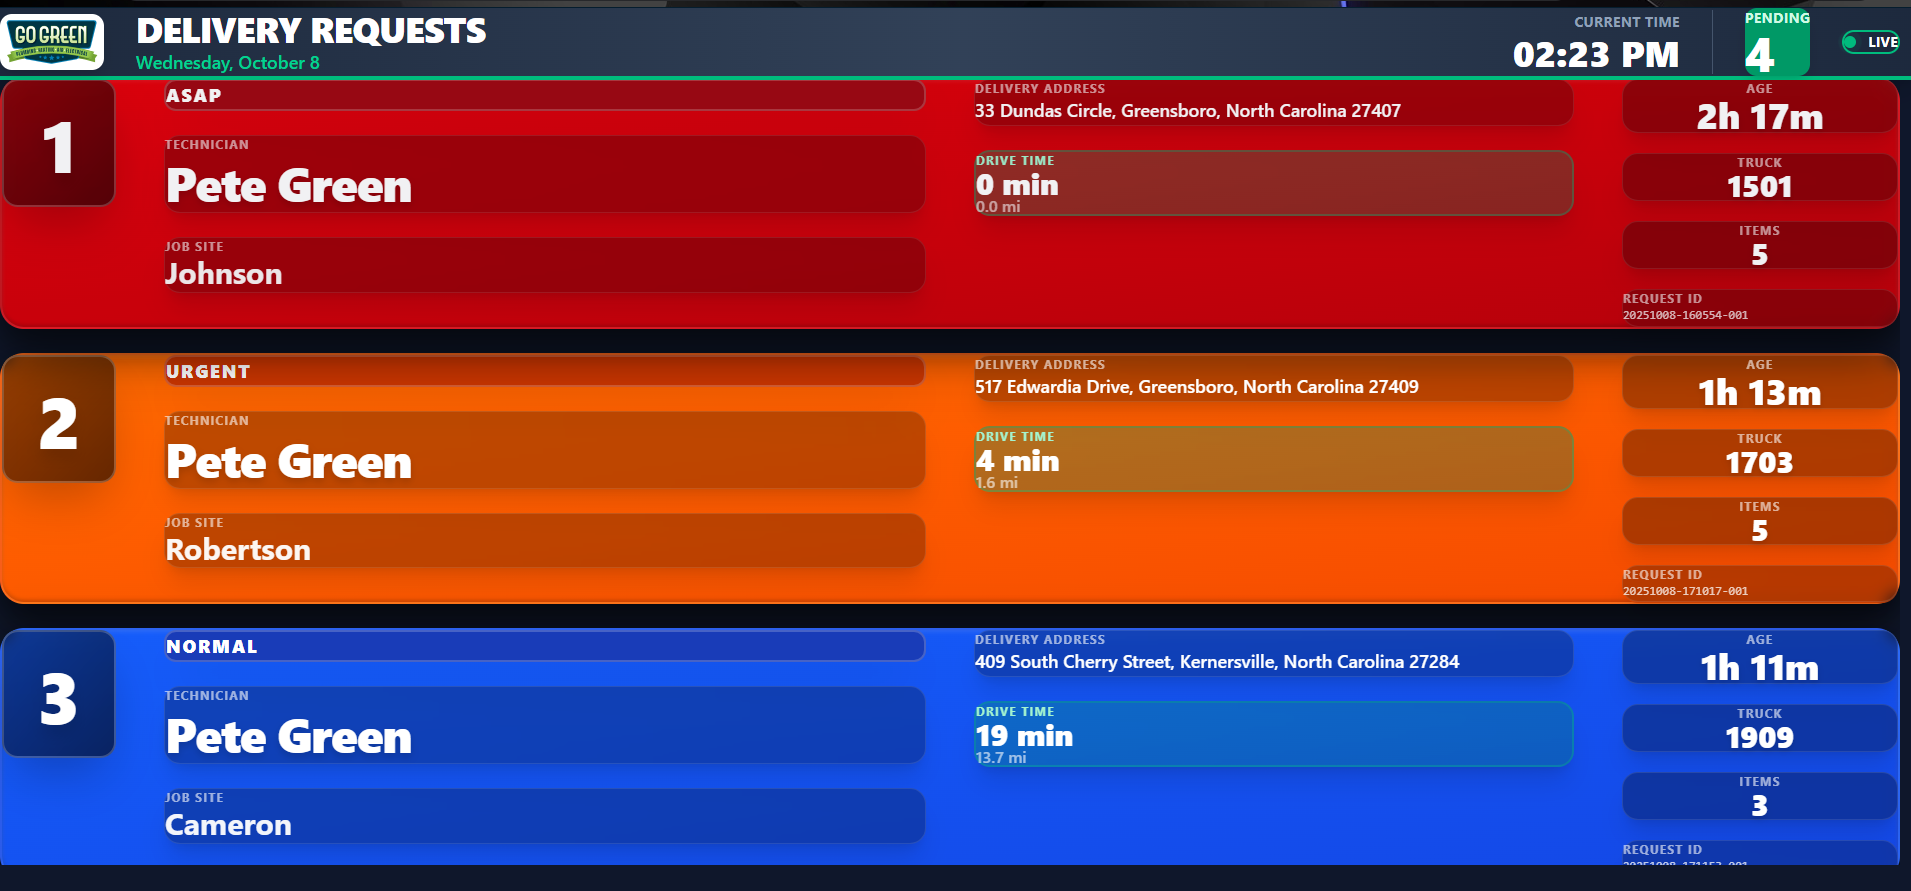 GO GREEN
PLUMBING HEATING AIR ELECTRICAL
DELIVERY REQUESTS
Wednesday, October 8
CURRENT TIME
02:23 PM
PENDING
4
LIVE
1
ASAP
TECHNICIAN
Pete Green
JOB SITE
Johnson
DELIVERY ADDRESS
33 Dundas Circle, Greensboro, North Carolina 27407
DRIVE TIME
0 min
0.0 mi
AGE
2h 17m
TRUCK
1501
ITEMS
5
REQUEST ID
20251008-160554-001
2
URGENT
TECHNICIAN
Pete Green
JOB SITE
Robertson
DELIVERY ADDRESS
517 Edwardia Drive, Greensboro, North Carolina 27409
DRIVE TIME
4 min
1.6 mi
AGE
1h 13m
TRUCK
1703
ITEMS
5
REQUEST ID
20251008-171017-001
3
NORMAL
TECHNICIAN
Pete Green
JOB SITE
Cameron
DELIVERY ADDRESS
409 South Cherry Street, Kernersville, North Carolina 27284
DRIVE TIME
19 min
13.7 mi
AGE
1h 11m
TRUCK
1909
ITEMS
3
REQUEST ID